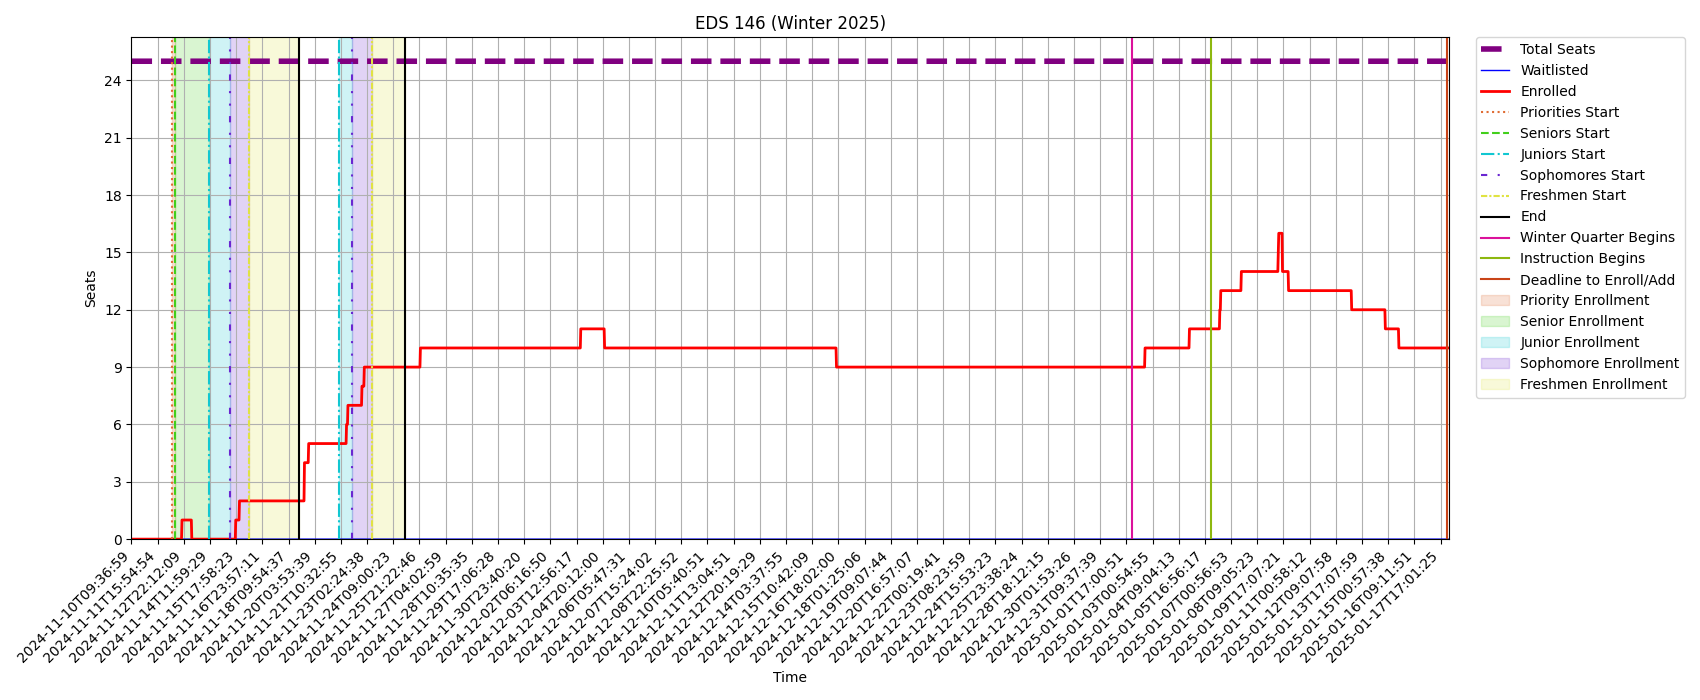 EDS 146 (Winter 2025)
Seats
24
21
18
15
12
9
6
3
0
2024-11-10T09:36:59
2024-11-11T15:54:54
2024-11-12T22:12:09
2024-11-14T11:59:29
2024-11-15T17:58:23
2024-11-16T23:57:11
2024-11-18T09:54:37
2024-11-20T03:53:39
2024-11-21T10:32:55
2024-11-23T02:24:38
2024-11-24T09:00:23
2024-11-25T21:22:46
2024-11-27T04:02:59
2024-11-28T10:35:35
2024-11-29T17:06:28
2024-11-30T23:40:20
2024-12-02T06:16:50
2024-12-03T12:56:17
2024-12-04T20:12:00
2024-12-06T05:47:31
2024-12-07T15:24:02
2024-12-08T22:25:52
2024-12-10T05:40:51
2024-12-11T13:04:51
2024-12-12T20:19:29
2024-12-14T03:37:55
2024-12-15T10:42:09
2024-12-16T18:02:00
2024-12-18T01:25:06
2024-12-19T09:07:44
2024-12-20T16:57:07
2024-12-22T00:19:41
2024-12-23T08:23:59
2024-12-24T15:53:23
2024-12-25T23:38:24
2024-12-28T18:12:15
2024-12-30T01:53:26
2024-12-31T09:37:39
2025-01-01T17:00:51
2025-01-03T00:54:55
2025-01-04T09:04:13
2025-01-05T16:56:17
2025-01-07T00:56:53
2025-01-08T09:05:23
2025-01-09T17:07:21
2025-01-11T00:58:12
2025-01-12T09:07:58
2025-01-13T17:07:59
2025-01-15T00:57:38
2025-01-16T09:11:51
2025-01-17T17:01:25
Time
Total Seats
Waitlisted
Enrolled
Priorities Start
Seniors Start
Juniors Start
Sophomores Start
Freshmen Start
End
Winter Quarter Begins
Instruction Begins
Deadline to Enroll/Add
Priority Enrollment
Senior Enrollment
Junior Enrollment
Sophomore Enrollment
Freshmen Enrollment